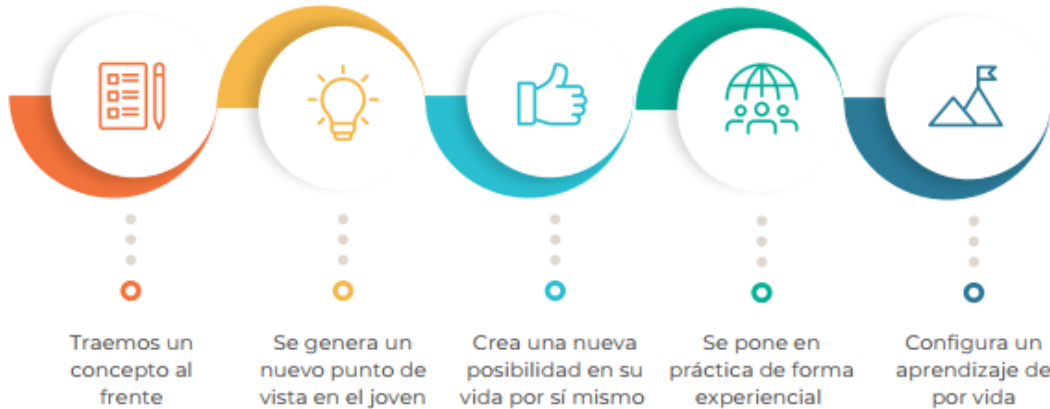 Traemos un
concepto al
frente
Se genera un
nuevo punto de
vista en el joven
Crea una nueva
posibilidad en su
vida por sí mismo
Se pone en
práctica de forma
experiencial
Configura un
aprendizaje de
por vida